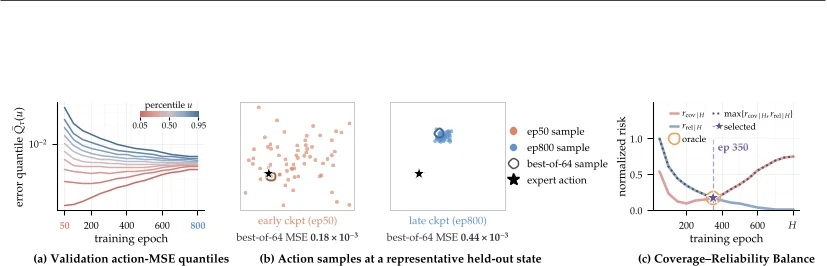 error quantile Q̄τ(u)
10⁻²
percentile u
0.05 0.50 0.95
50 200 400 600 800
training epoch
(a) Validation action-MSE quantiles
early ckpt (ep50)
best-of-64 MSE 0.18 × 10⁻³
late ckpt (ep800)
best-of-64 MSE 0.44 × 10⁻³
ep50 sample
ep800 sample
best-of-64 sample
expert action
(b) Action samples at a representative held-out state
normalized risk
r_cov|H
r_rel|H
oracle
max[r_cov|H, r_rel|H]
selected
ep 350
1.0
0.5
0.0
200 400 600 H
training epoch
(c) Coverage–Reliability Balance